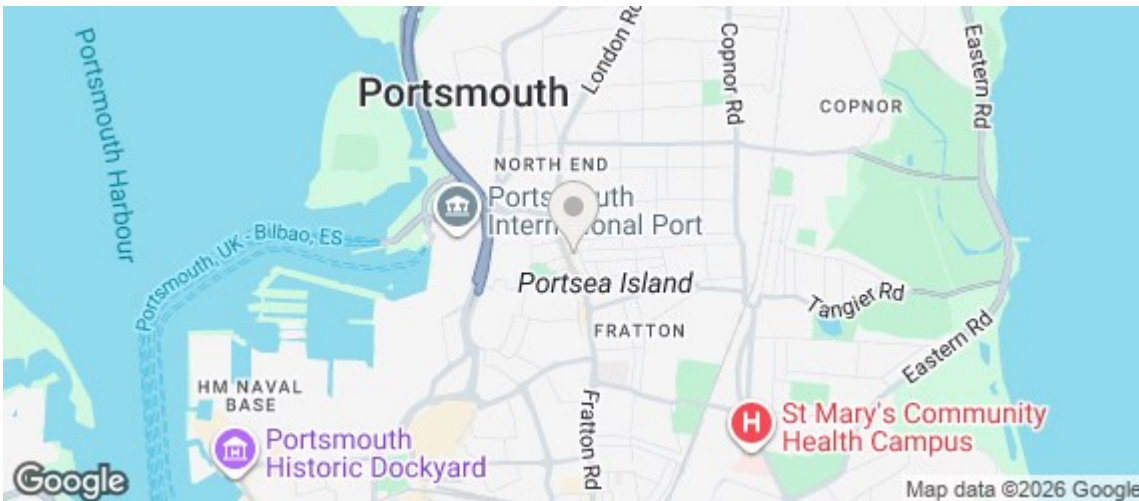 Portsmouth Harbour
Portsmouth
London Rd
Copnor Rd
Eastern Rd
COPNOR
NORTH END
Portsmouth
International Port
Portsmouth, UK - Bilbao, ES
Portsea Island
Tangier Rd
FRATTON
Eastern Rd
HM NAVAL
BASE
Fratton Rd
H
St Mary's Community
Health Campus
Portsmouth
Historic Dockyard
Google
Map data ©2026 Google